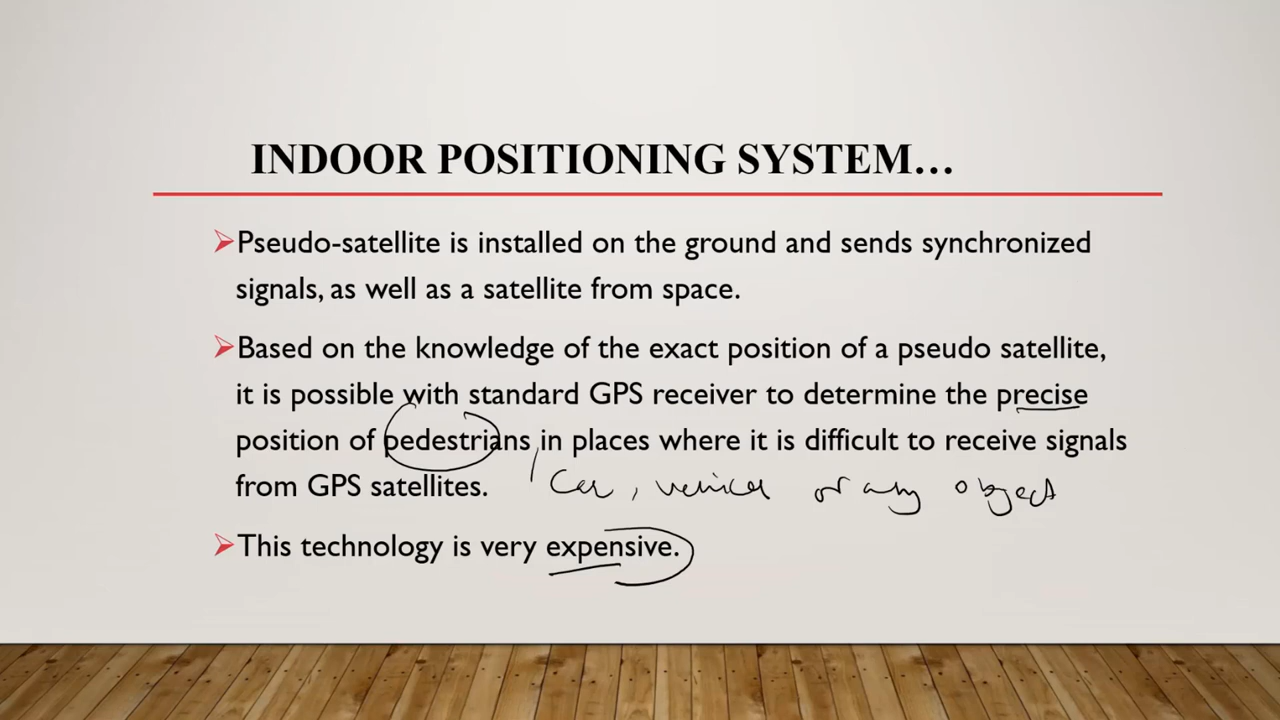 INDOOR POSITIONING SYSTEM…
Pseudo-satellite is installed on the ground and sends synchronized
signals, as well as a satellite from space.
Based on the knowledge of the exact position of a pseudo satellite,
it is possible with standard GPS receiver to determine the precise
position of pedestrians in places where it is difficult to receive signals
from GPS satellites.
/ Car, vehicles or any object
This technology is very expensive.